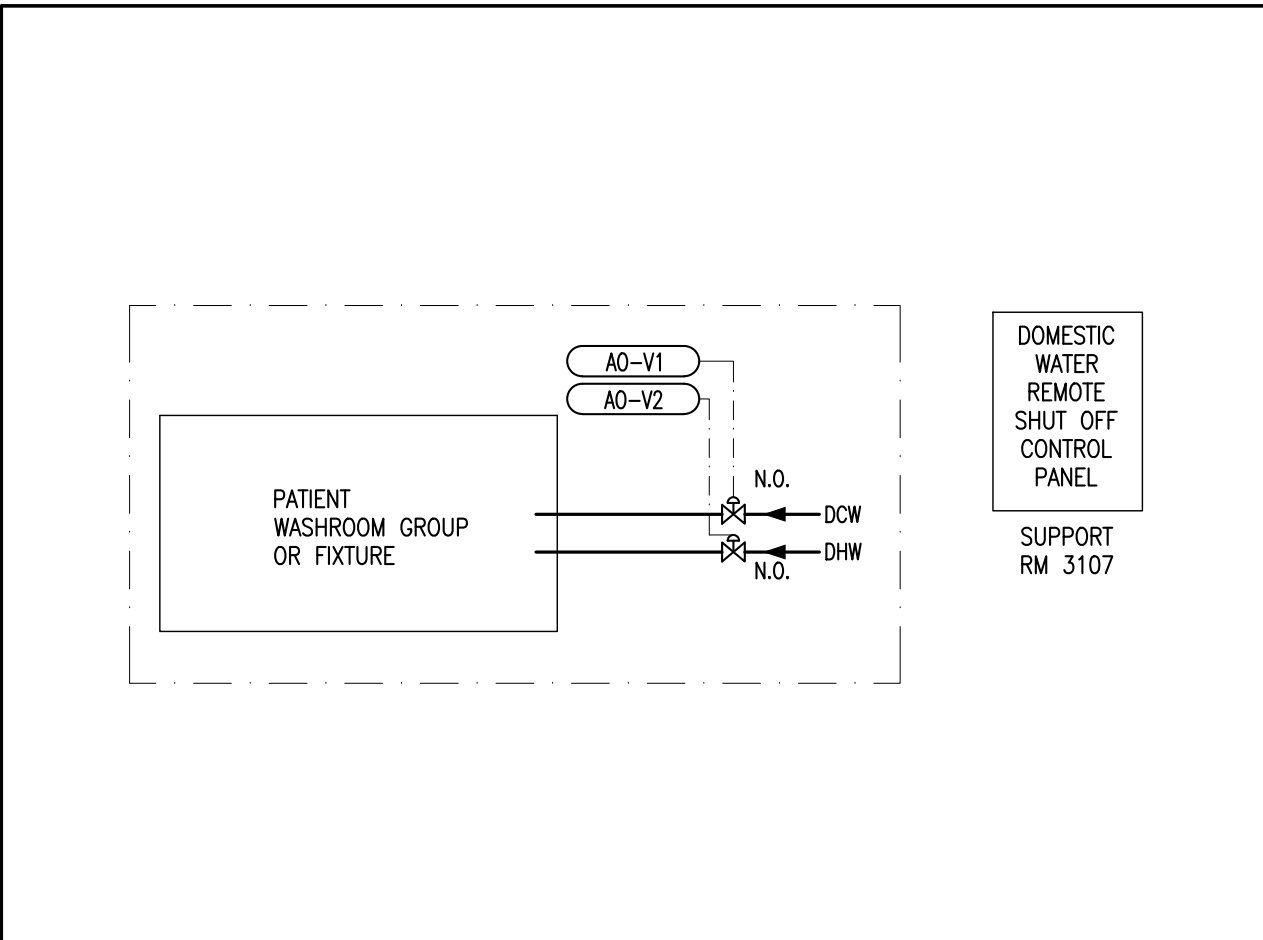 AO-V1
AO-V2
N.O.
DCW
DHW
N.O.
PATIENT
WASHROOM GROUP
OR FIXTURE
DOMESTIC
WATER
REMOTE
SHUT OFF
CONTROL
PANEL
SUPPORT
RM 3107